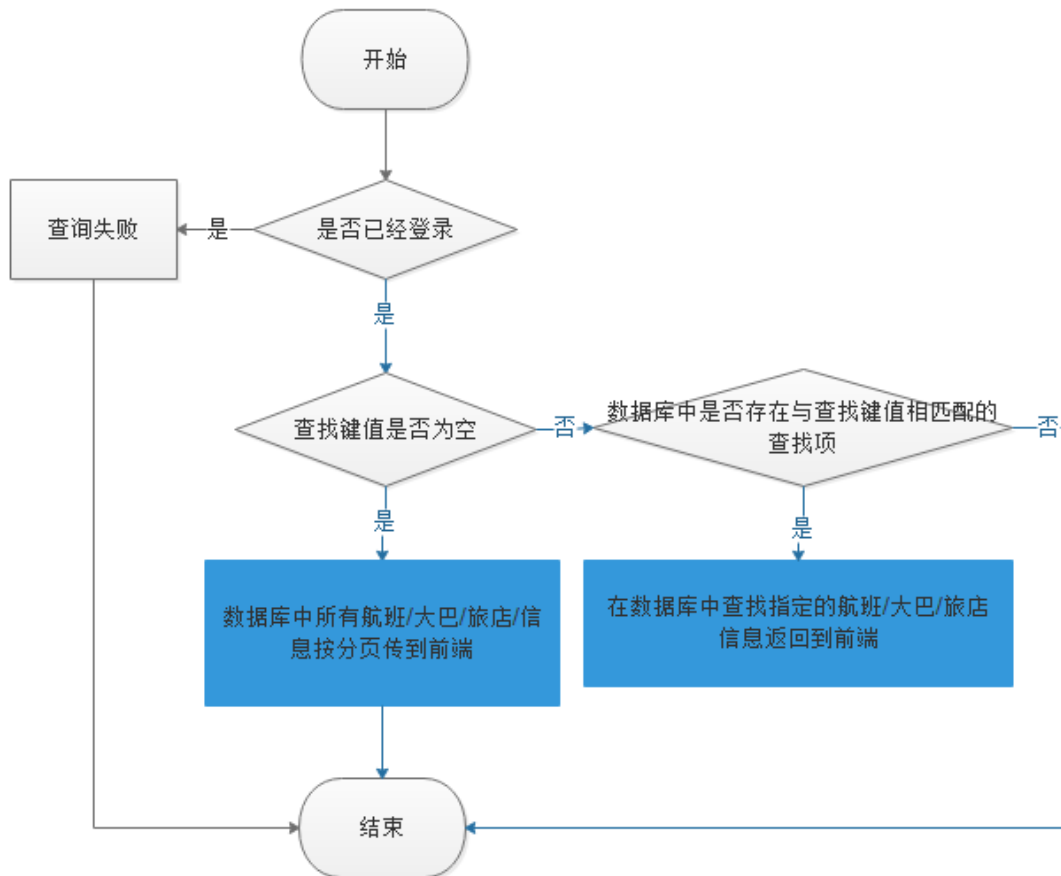 开始
是否已经登录
是
查询失败
是
查找键值是否为空
否
数据库中是否存在与查找键值相匹配的
查找项
否
是
是
数据库中所有航班/大巴/旅店/信
息按分页传到前端
在数据库中查找指定的航班/大巴/旅店
信息返回到前端
结束